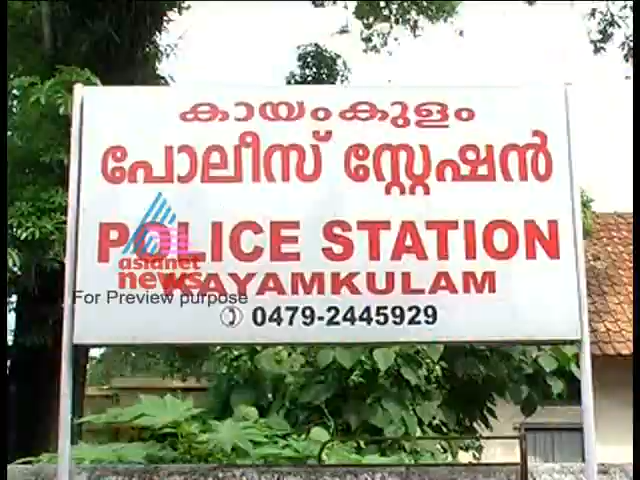 കായംകുളം
പോലീസ് സ്റ്റേഷൻ
POLICE STATION
asianet
news
KAYAMKULAM
For Preview purpose
0479-2445929